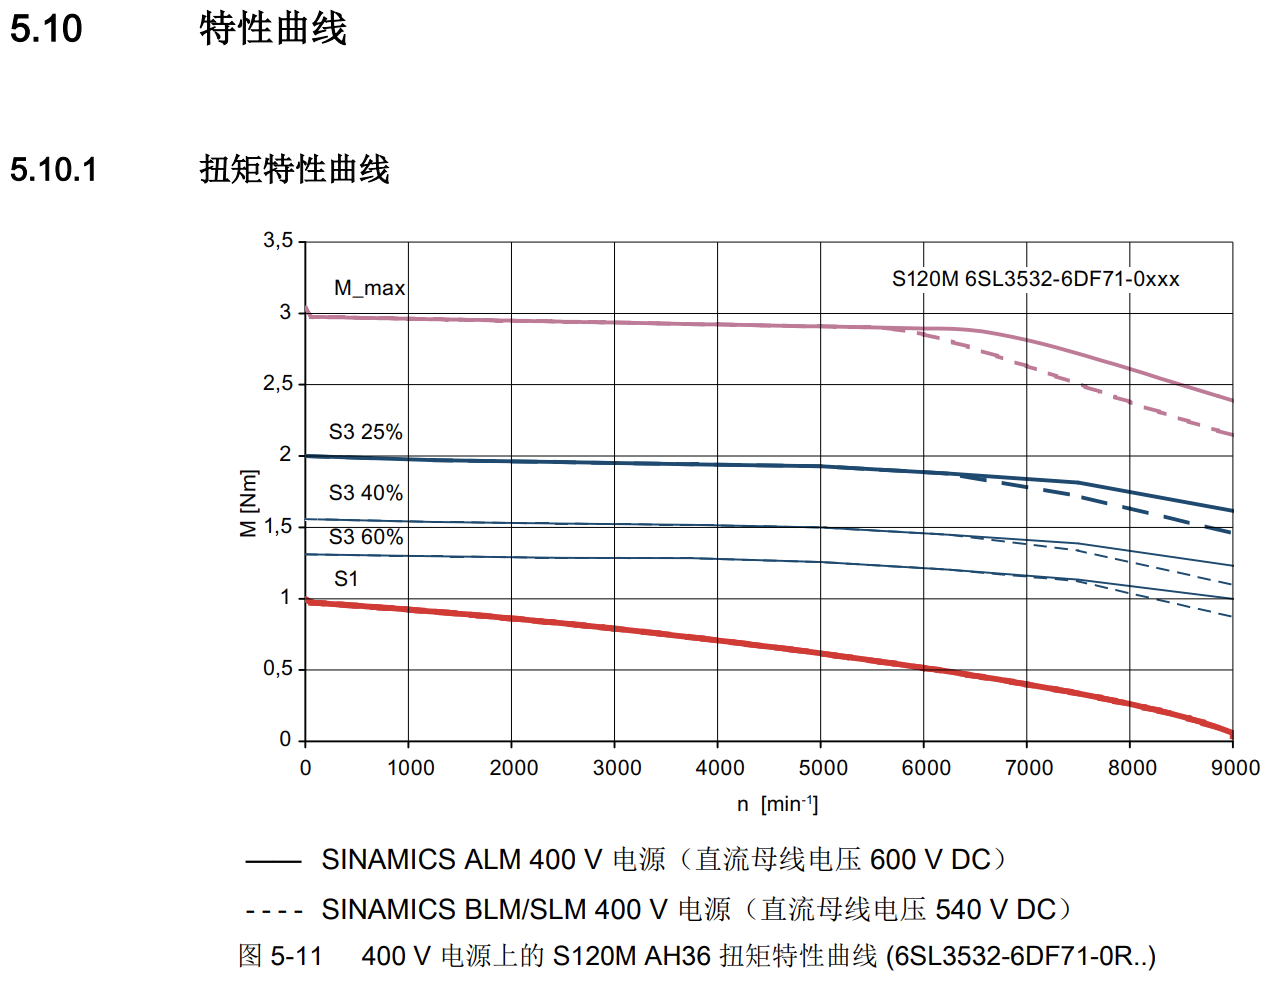 5.10 特性曲线
5.10.1 扭矩特性曲线
3,5
M_max
S120M 6SL3532-6DF71-0xxx
3
2,5
S3 25%
2
S3 40%
M [Nm]
1,5
S3 60%
S1
1
0,5
0
0 1000 2000 3000 4000 5000 6000 7000 8000 9000
n [min-1]
—— SINAMICS ALM 400 V 电源（直流母线电压 600 V DC）
- - - - SINAMICS BLM/SLM 400 V 电源（直流母线电压 540 V DC）
图 5-11 400 V 电源上的 S120M AH36 扭矩特性曲线 (6SL3532-6DF71-0R..)